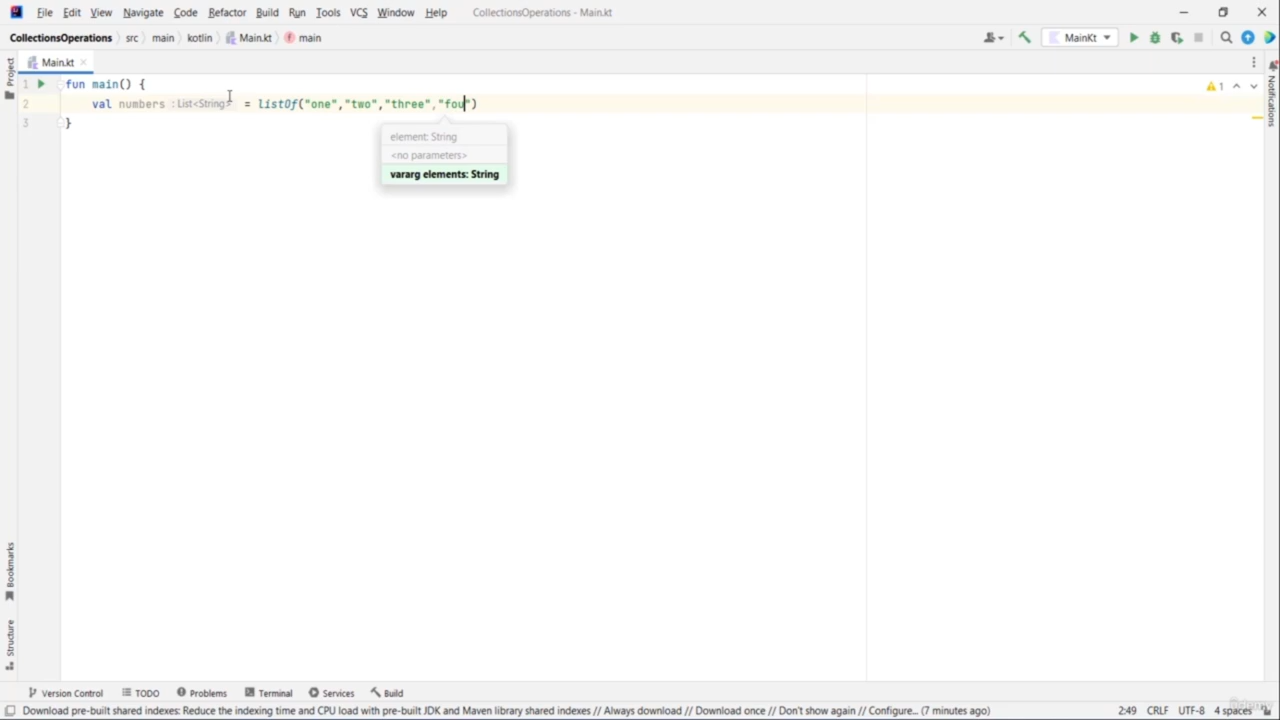 File Edit View Navigate Code Refactor Build Run Tools VCS Window Help CollectionsOperations - Main.kt
CollectionsOperations src main kotlin Main.kt main MainKt
Project
Main.kt
Notifications
1 fun main() {
1
2 val numbers : List<String> = listOf("one","two","three","fou")
3 }
element: String
<no parameters>
vararg elements: String
Bookmarks
Structure
Version Control TODO Problems Terminal Services Build
Download pre-built shared indexes: Reduce the indexing time and CPU load with pre-built JDK and Maven library shared indexes // Always download // Download once // Don't show again // Configure... (7 minutes ago) 2:49 CRLF UTF-8 4 spaces